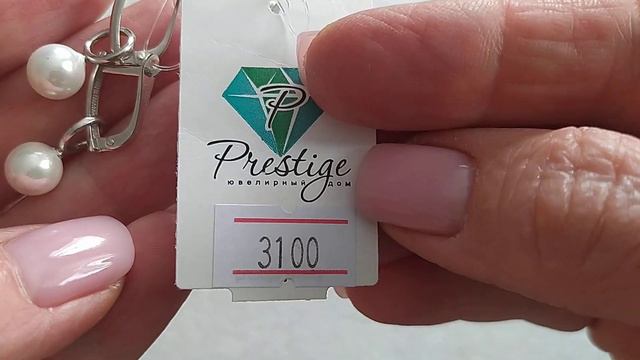 P
Prestige
ювелирный дом
3100